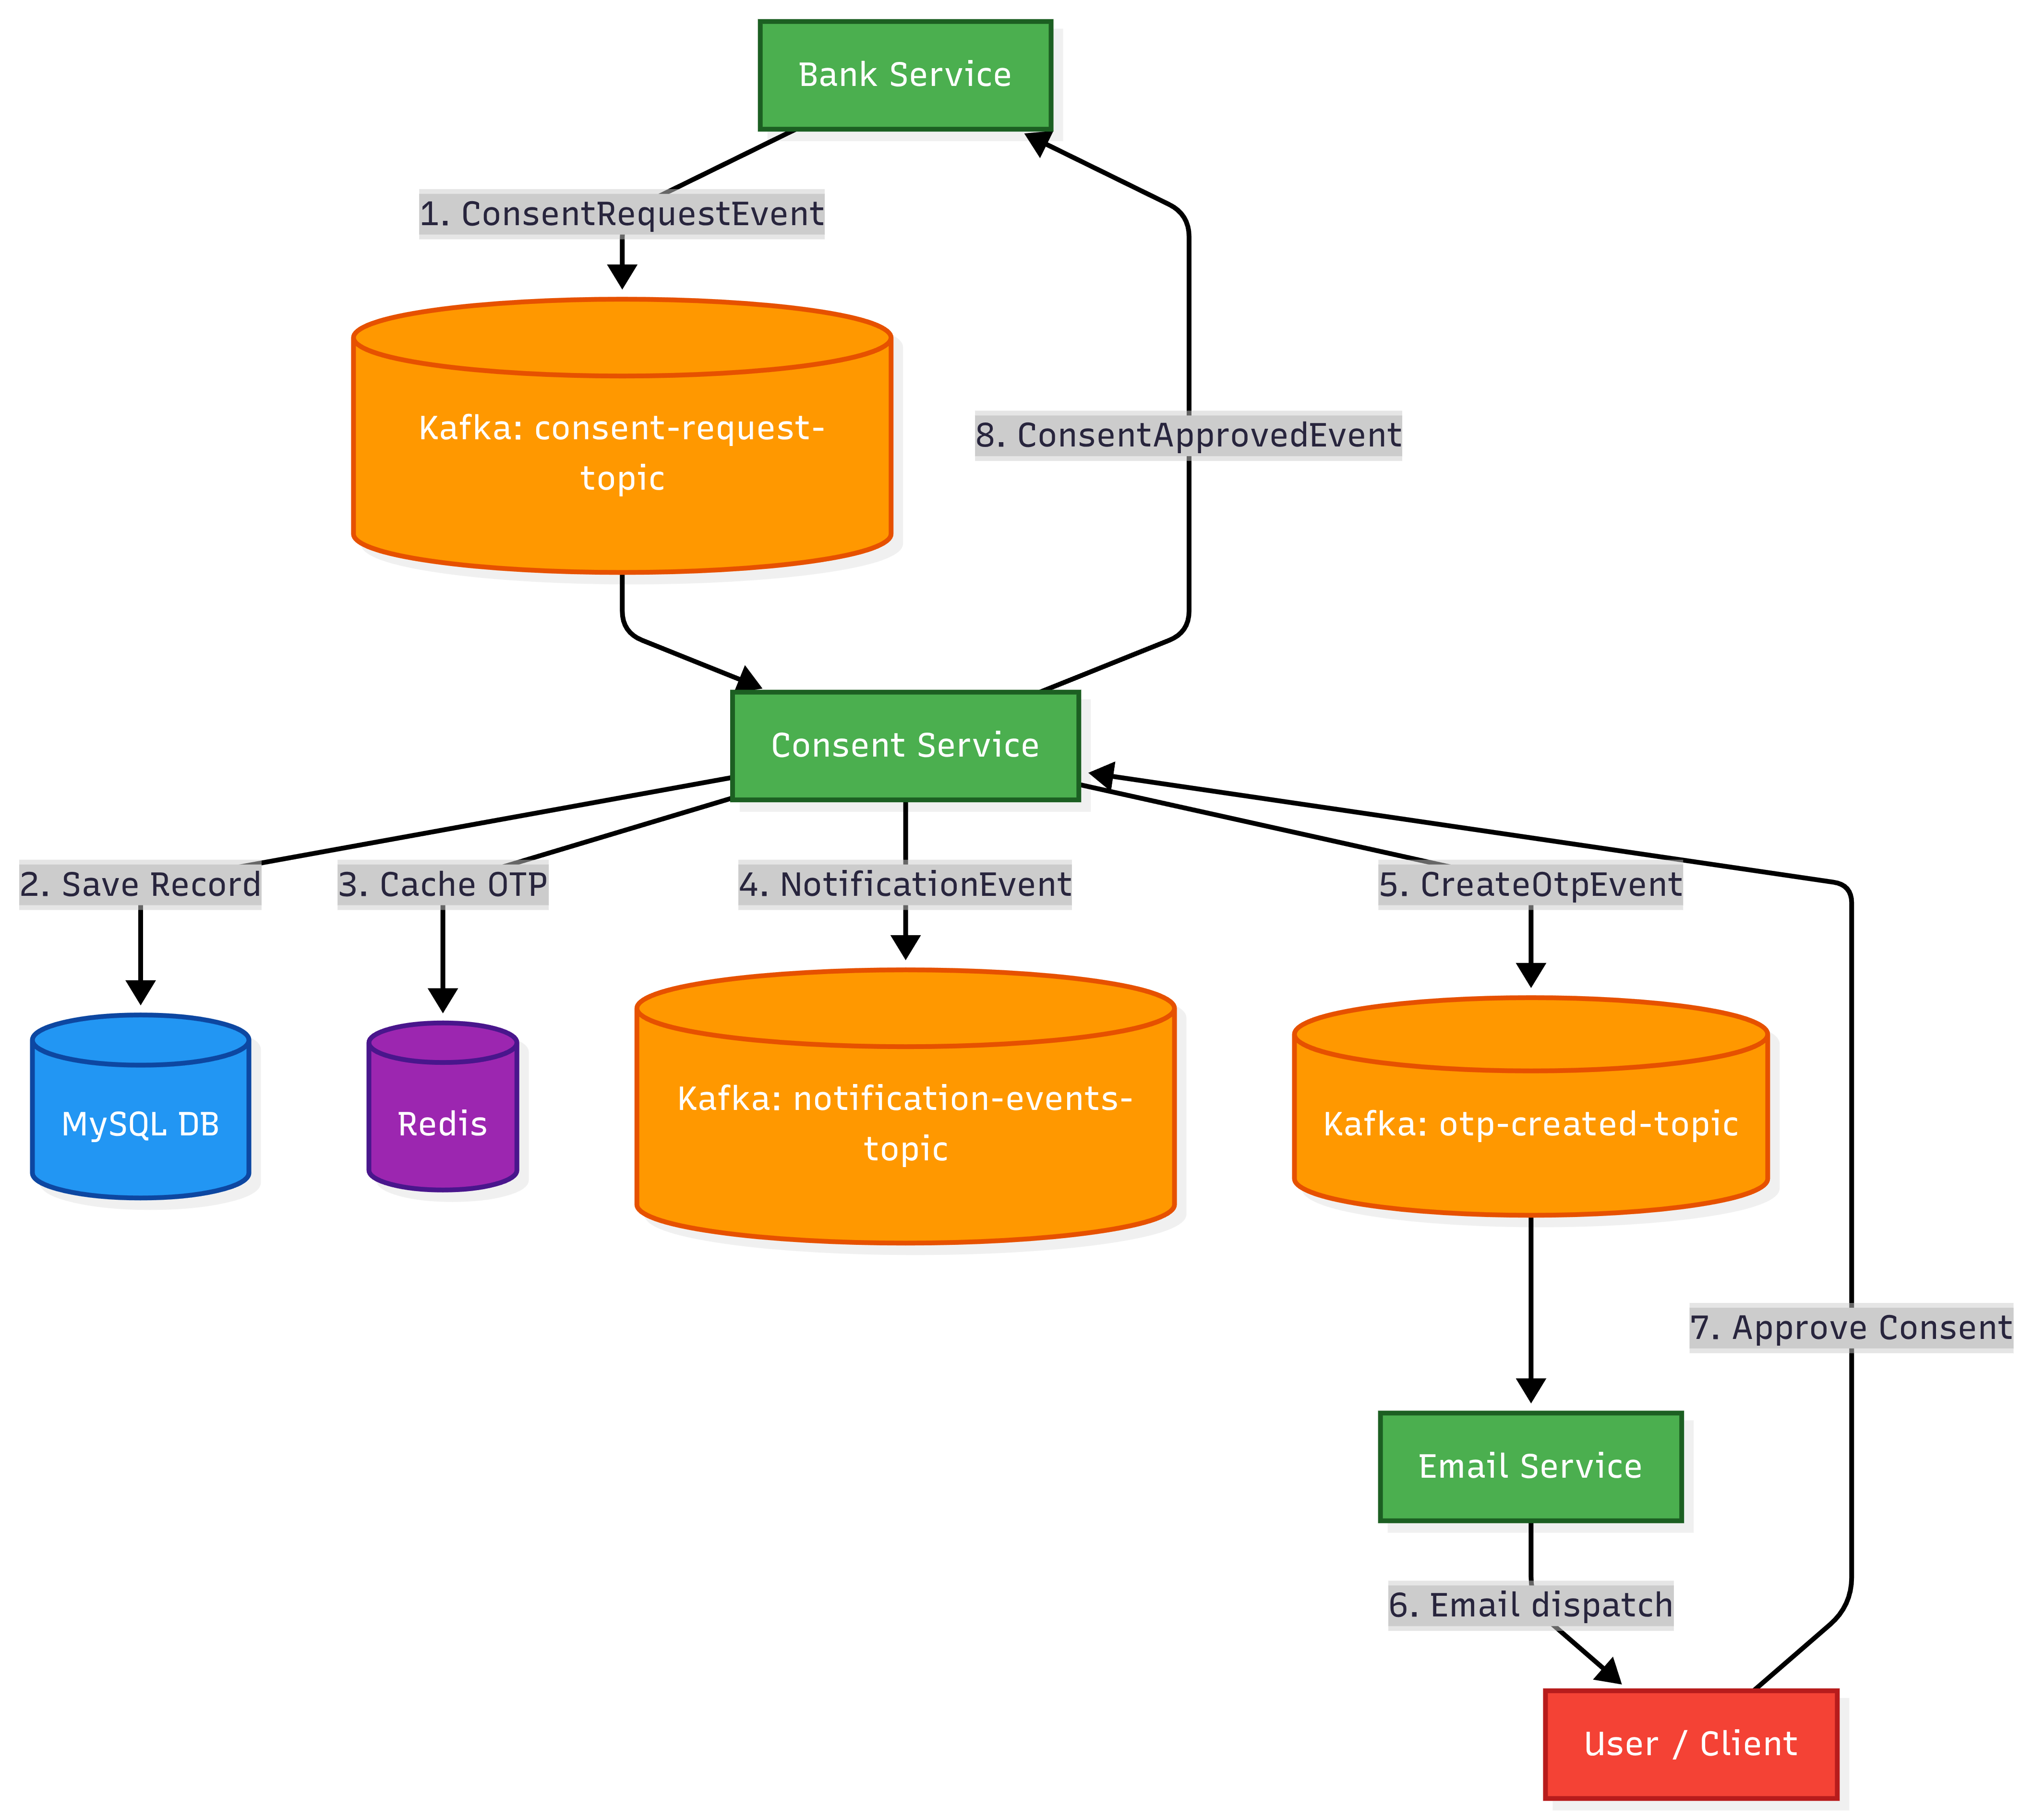 Bank Service
1. ConsentRequestEvent
Kafka: consent-request-
topic
8. ConsentApprovedEvent
Consent Service
2. Save Record
3. Cache OTP
4. NotificationEvent
5. CreateOtpEvent
MySQL DB
Redis
Kafka: notification-events-
topic
Kafka: otp-created-topic
7. Approve Consent
Email Service
6. Email dispatch
User / Client